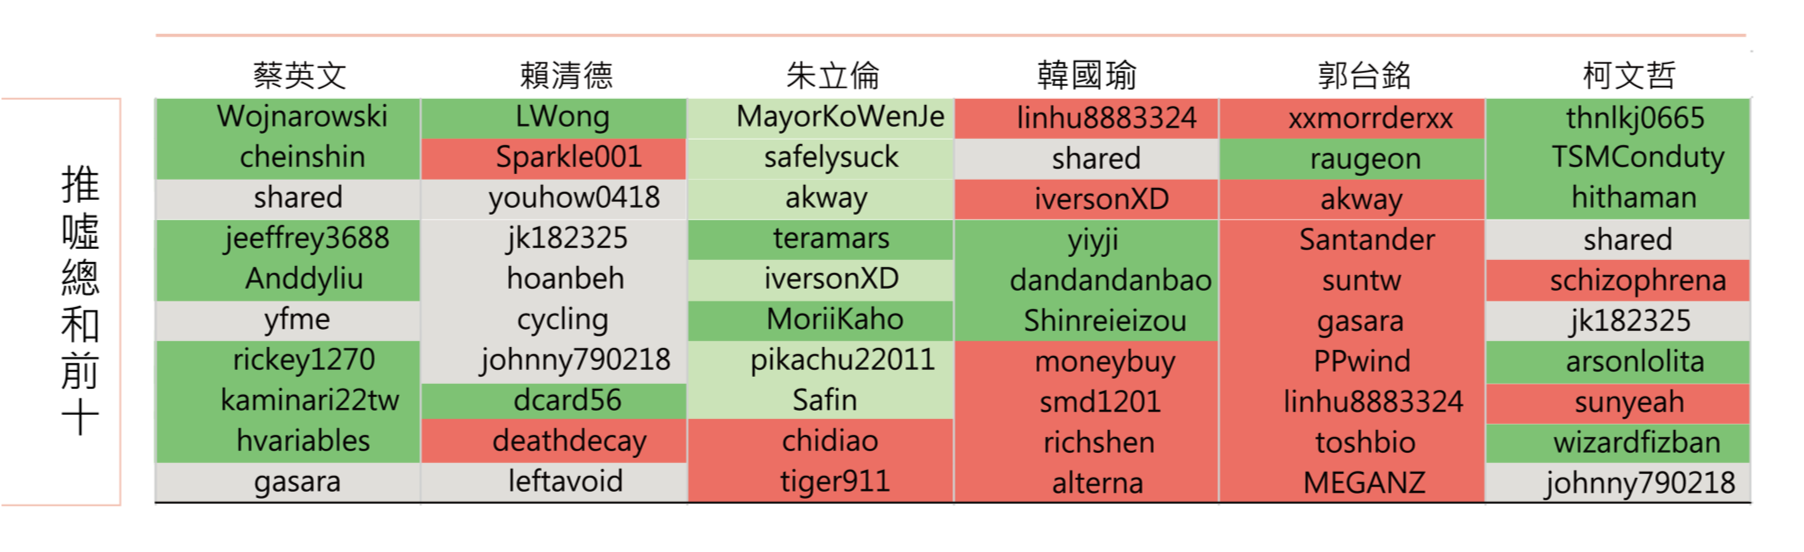 蔡英文 賴清德 朱立倫 韓國瑜 郭台銘 柯文哲
推噓總和前十
Wojnarowski LWong MayorKoWenJe linhu8883324 xxmorrderxx thnlkj0665
cheinshin Sparkle001 safelysuck shared raugeon TSMConduty
shared youhow0418 akway iversonXD akway hithaman
jeeffrey3688 jk182325 teramars yiyji Santander shared
Anddyliu hoanbeh iversonXD dandandanbao suntw schizophrena
yfme cycling MoriiKaho Shinreieizou gasara jk182325
rickey1270 johnny790218 pikachu22011 moneybuy PPwind arsonlolita
kaminari22tw dcard56 Safin smd1201 linhu8883324 sunyeah
hvariables deathdecay chidiao richshen toshbio wizardfizban
gasara leftavoid tiger911 alterna MEGANZ johnny790218